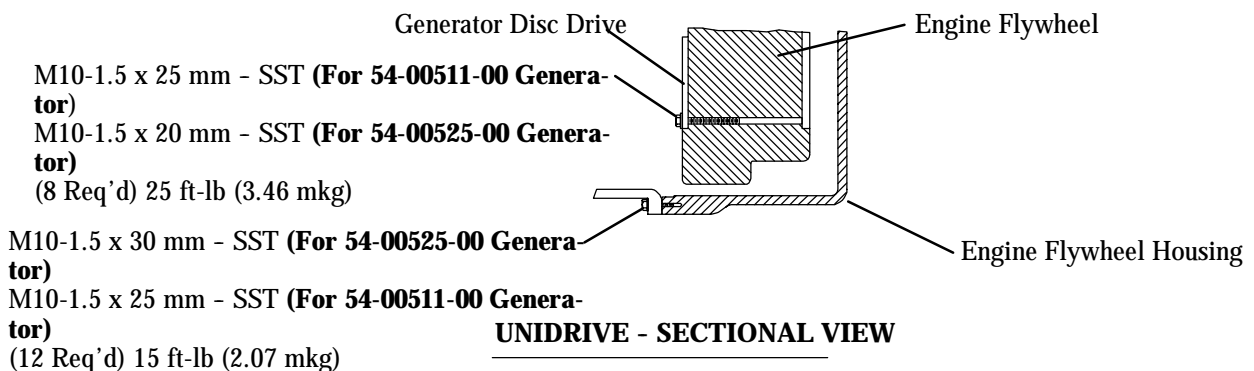 Generator Disc Drive
Engine Flywheel
M10-1.5 x 25 mm - SST (For 54-00511-00 Genera-
tor)
M10-1.5 x 20 mm - SST (For 54-00525-00 Genera-
tor)
(8 Req’d) 25 ft-lb (3.46 mkg)
M10-1.5 x 30 mm - SST (For 54-00525-00 Genera-
tor)
M10-1.5 x 25 mm - SST (For 54-00511-00 Genera-
tor)
(12 Req’d) 15 ft-lb (2.07 mkg)
Engine Flywheel Housing
UNIDRIVE - SECTIONAL VIEW